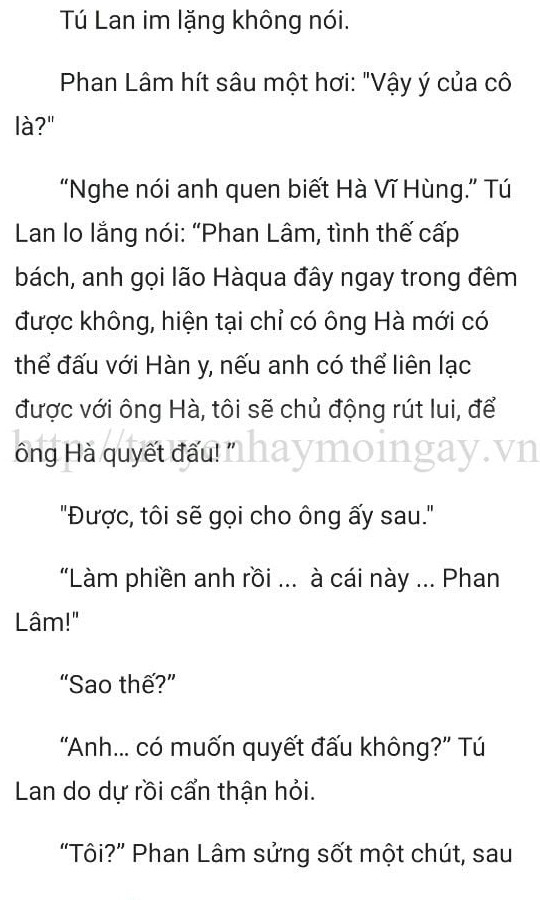 Tú Lan im lặng không nói.
Phan Lâm hít sâu một hơi: "Vậy ý của cô
là?"
“Nghe nói anh quen biết Hà Vĩ Hùng.” Tú
Lan lo lắng nói: “Phan Lâm, tình thế cấp
bách, anh gọi lão Hàqua đây ngay trong đêm
được không, hiện tại chỉ có ông Hà mới có
thể đấu với Hàn y, nếu anh có thể liên lạc
được với ông Hà, tôi sẽ chủ động rút lui, để
ông Hà quyết đấu! ”
http://truyenhaymoingay.vn
"Được, tôi sẽ gọi cho ông ấy sau."
“Làm phiền anh rồi ... à cái này ... Phan
Lâm!"
“Sao thế?”
“Anh... có muốn quyết đấu không?” Tú
Lan do dự rồi cẩn thận hỏi.
“Tôi?” Phan Lâm sửng sốt một chút, sau